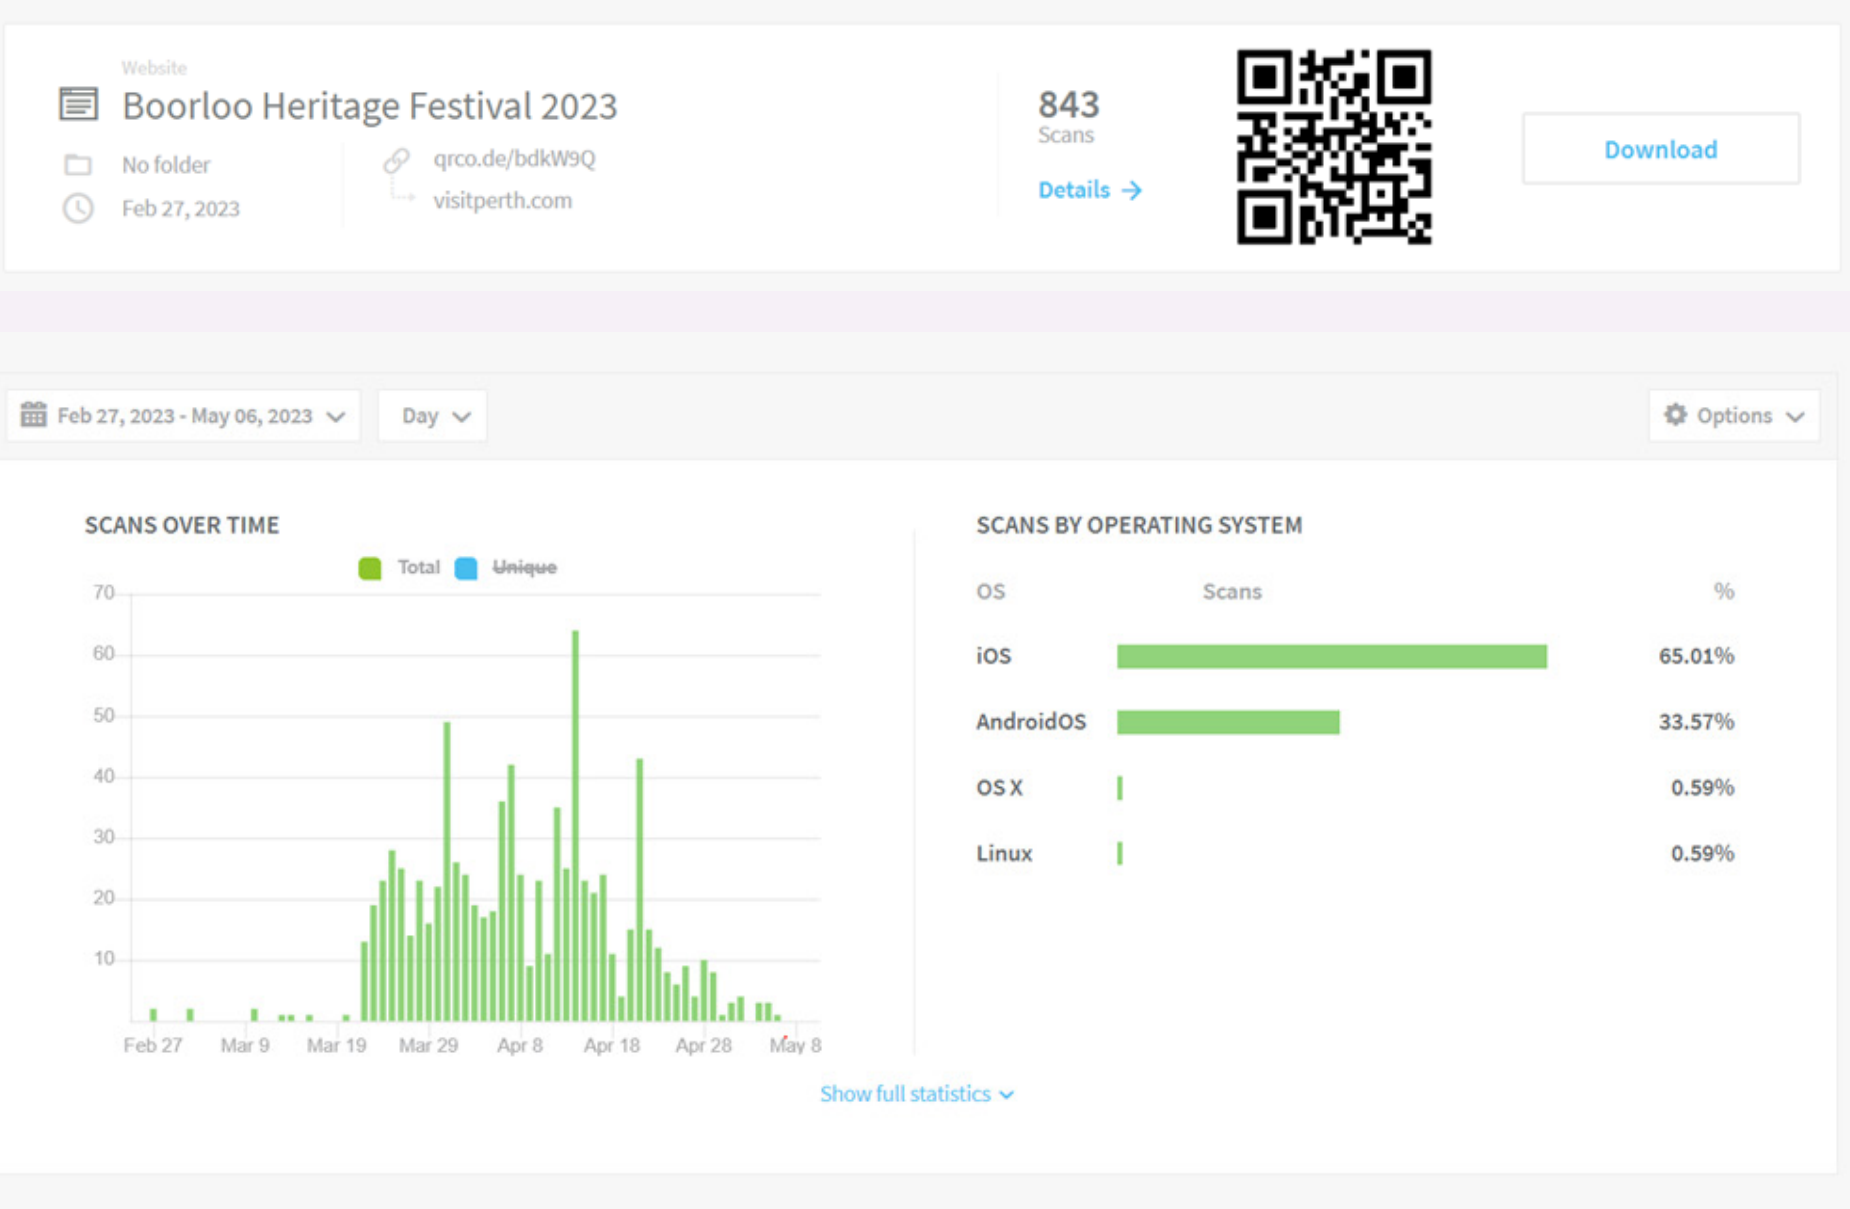 Website
Boorloo Heritage Festival 2023
No folder
Feb 27, 2023
qrco.de/bdkW9Q
visitperth.com
843
Scans
Details →
Download
Feb 27, 2023 - May 06, 2023
Day
Options
SCANS OVER TIME
Total Unique
70
60
50
40
30
20
10
Feb 27 Mar 9 Mar 19 Mar 29 Apr 8 Apr 18 Apr 28 May 8
SCANS BY OPERATING SYSTEM
OS Scans %
iOS 65.01%
AndroidOS 33.57%
OS X 0.59%
Linux 0.59%
Show full statistics